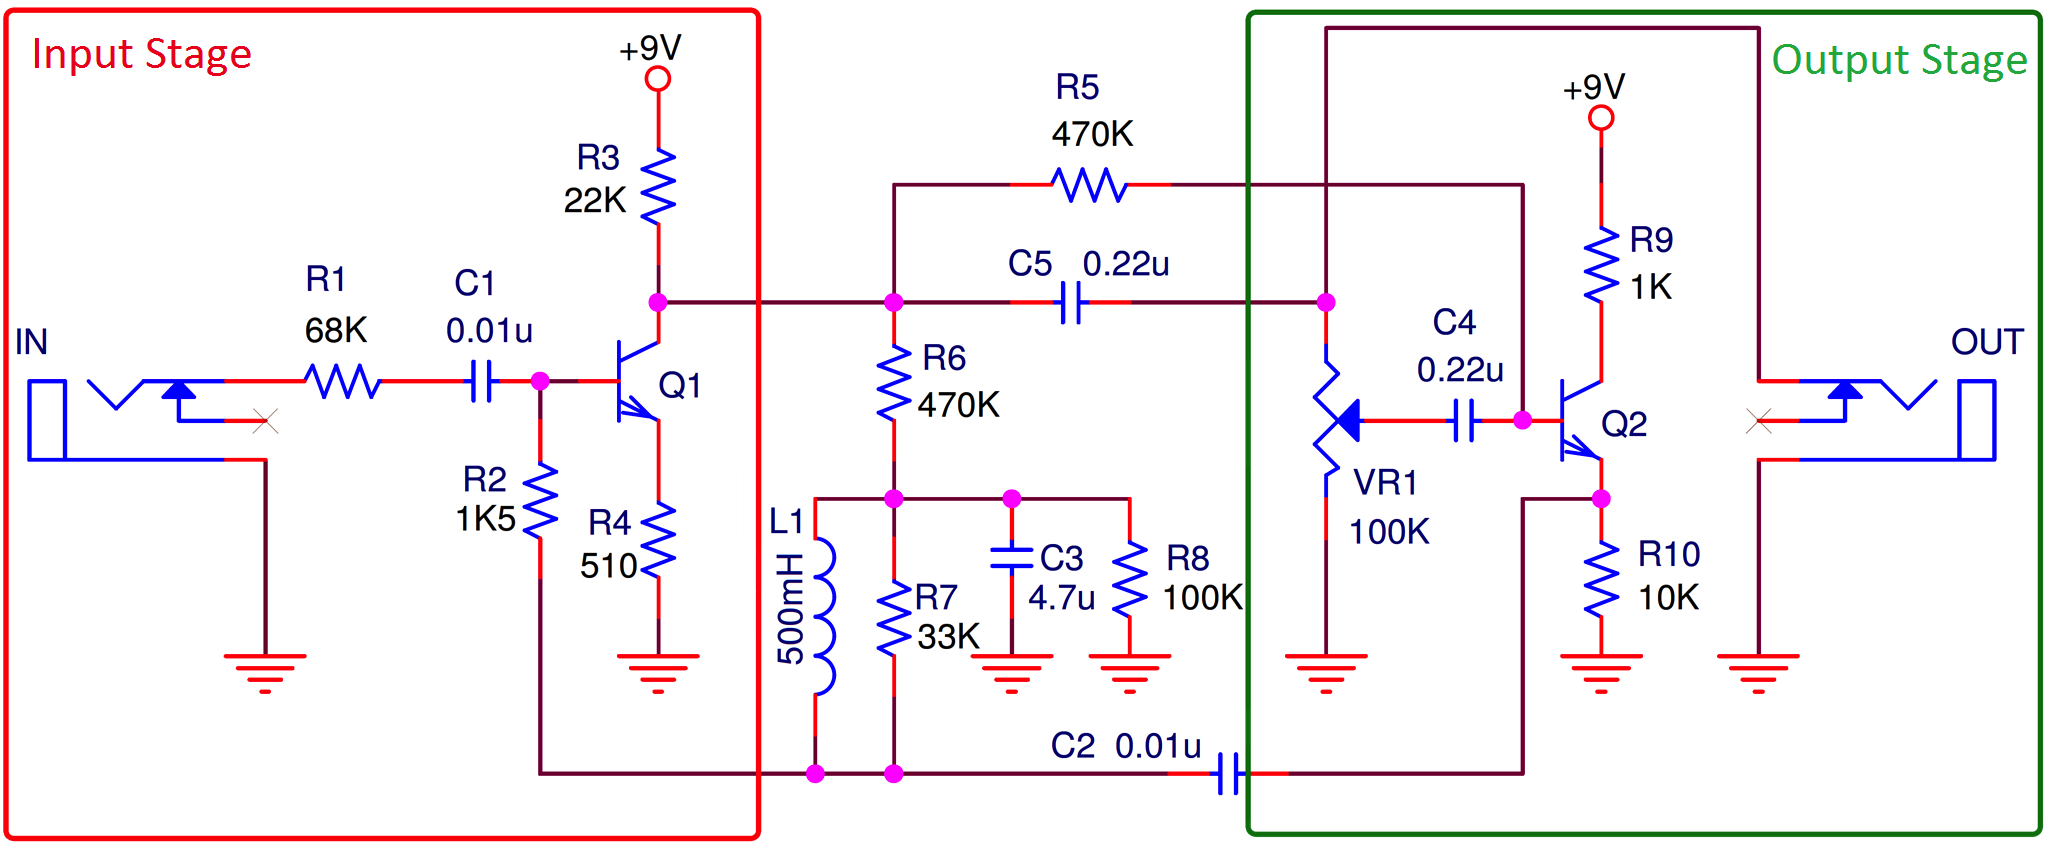 Input Stage
+9V
R3
22K
R1
68K
C1
0.01u
IN
Q1
R2
1K5
R4
510
R5
470K
C5 0.22u
R6
470K
L1
500mH
R7
33K
C3
4.7u
R8
100K
C2 0.01u
Output Stage
+9V
R9
1K
C4
0.22u
Q2
VR1
100K
R10
10K
OUT